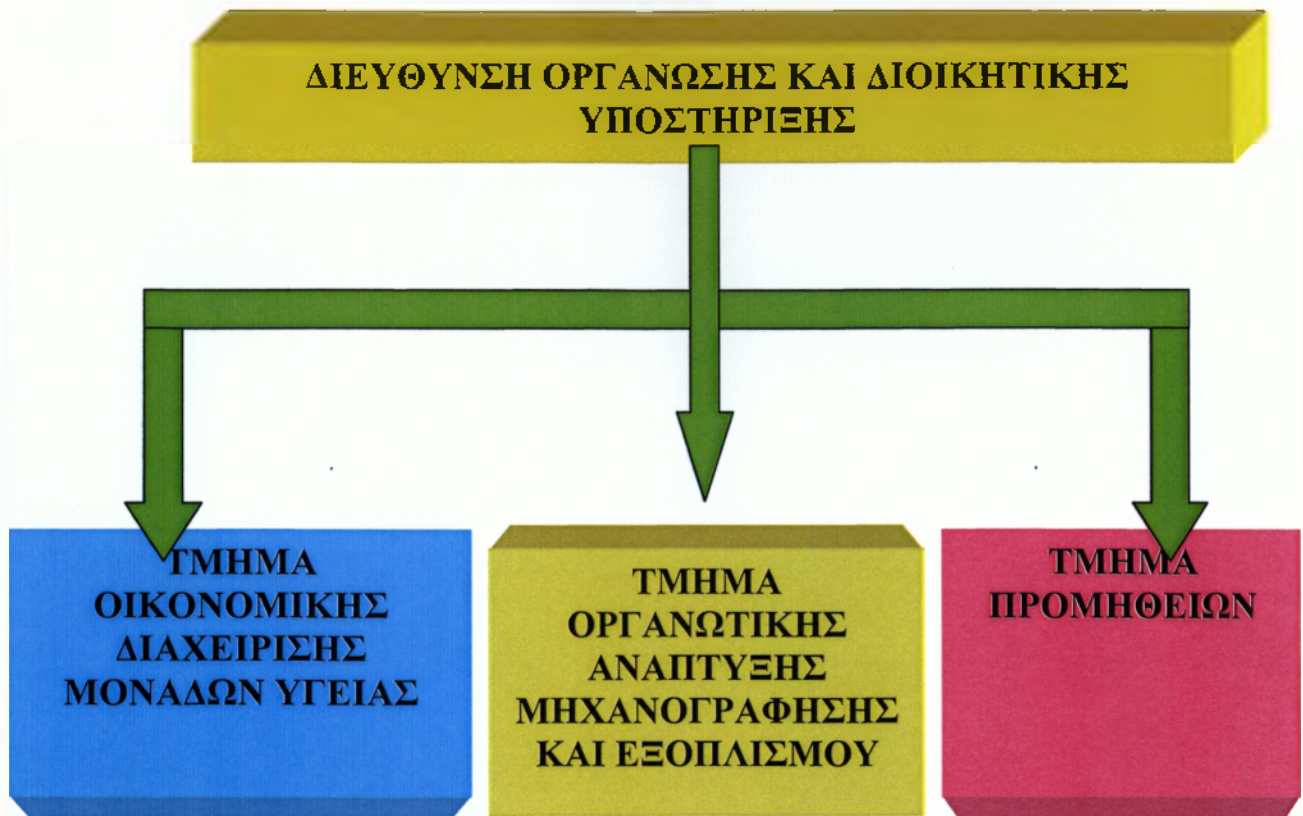 ΔΙΕΥΘΥΝΣΗ ΟΡΓΑΝΩΣΗΣ ΚΑΙ ΔΙΟΙΚΗΤΙΚΗΣ
ΥΠΟΣΤΗΡΙΞΗΣ
ΤΜΗΜΑ
ΟΙΚΟΝΟΜΙΚΗΣ
ΔΙΑΧΕΙΡΙΣΗΣ
ΜΟΝΑΔΩΝ ΥΓΕΙΑΣ
ΤΜΗΜΑ
ΟΡΓΑΝΩΤΙΚΗΣ
ΑΝΑΠΤΥΞΗΣ
ΜΗΧΑΝΟΓΡΑΦΗΣΗΣ
ΚΑΙ ΕΞΟΠΛΙΣΜΟΥ
ΤΜΗΜΑ
ΠΡΟΜΗΘΕΙΩΝ